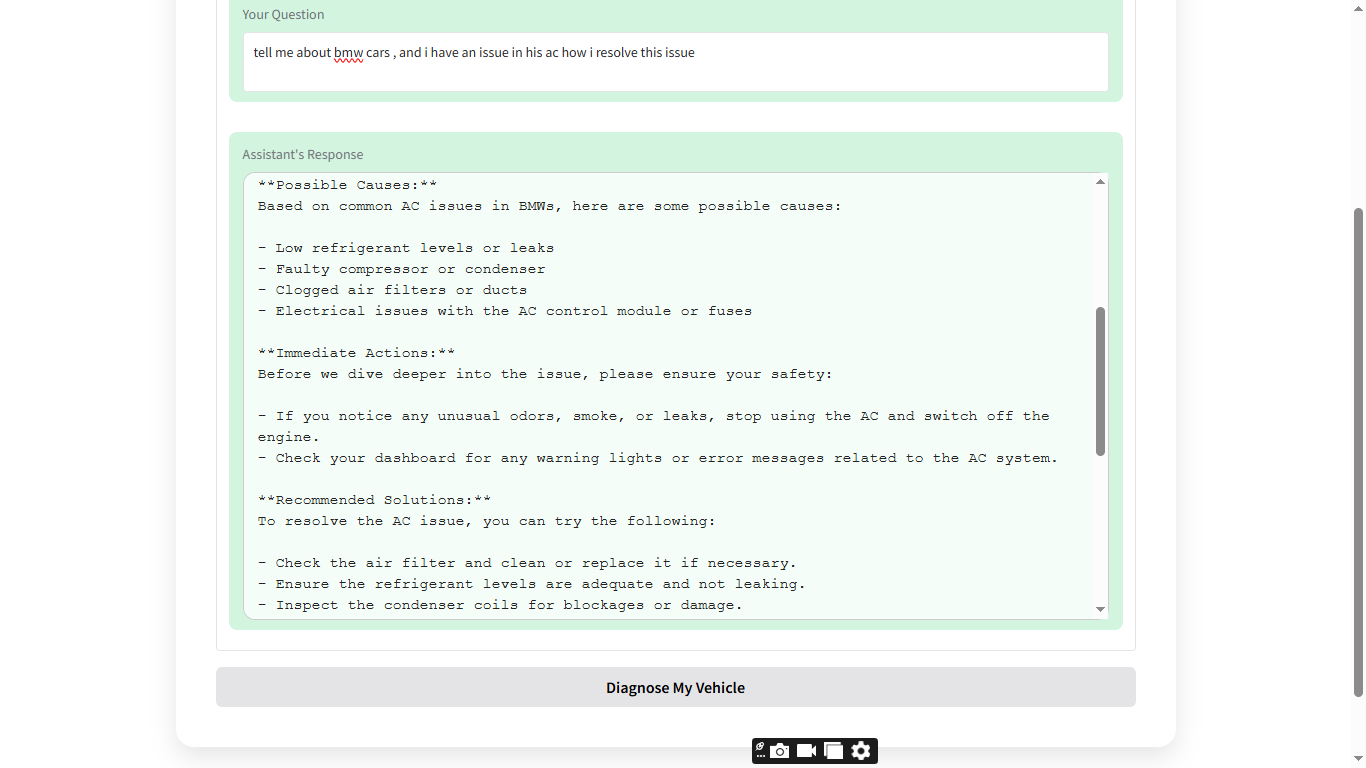 Your Question
tell me about bmw cars , and i have an issue in his ac how i resolve this issue
Assistant's Response
**Possible Causes:**
Based on common AC issues in BMWs, here are some possible causes:
- Low refrigerant levels or leaks
- Faulty compressor or condenser
- Clogged air filters or ducts
- Electrical issues with the AC control module or fuses
**Immediate Actions:**
Before we dive deeper into the issue, please ensure your safety:
- If you notice any unusual odors, smoke, or leaks, stop using the AC and switch off the
engine.
- Check your dashboard for any warning lights or error messages related to the AC system.
**Recommended Solutions:**
To resolve the AC issue, you can try the following:
- Check the air filter and clean or replace it if necessary.
- Ensure the refrigerant levels are adequate and not leaking.
- Inspect the condenser coils for blockages or damage.
Diagnose My Vehicle